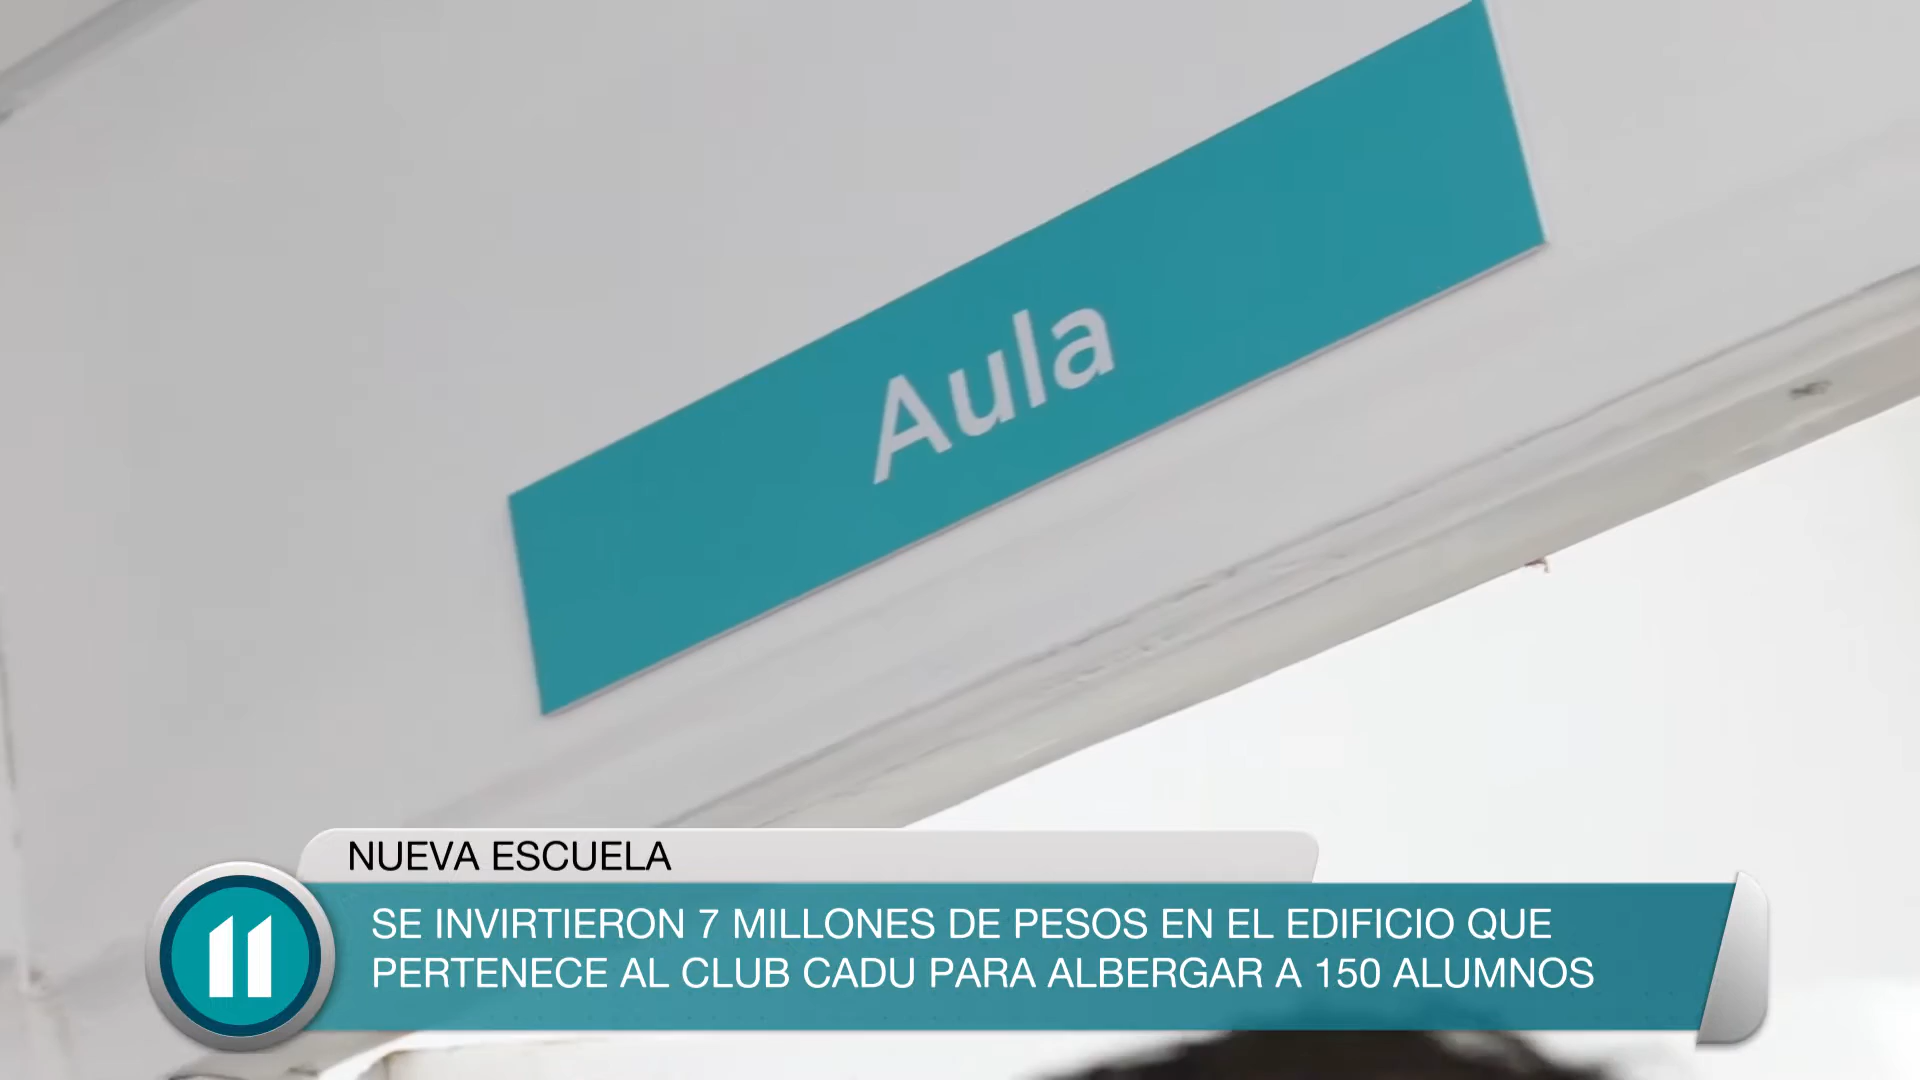 Aula
NUEVA ESCUELA
SE INVIRTIERON 7 MILLONES DE PESOS EN EL EDIFICIO QUE
PERTENECE AL CLUB CADU PARA ALBERGAR A 150 ALUMNOS
11